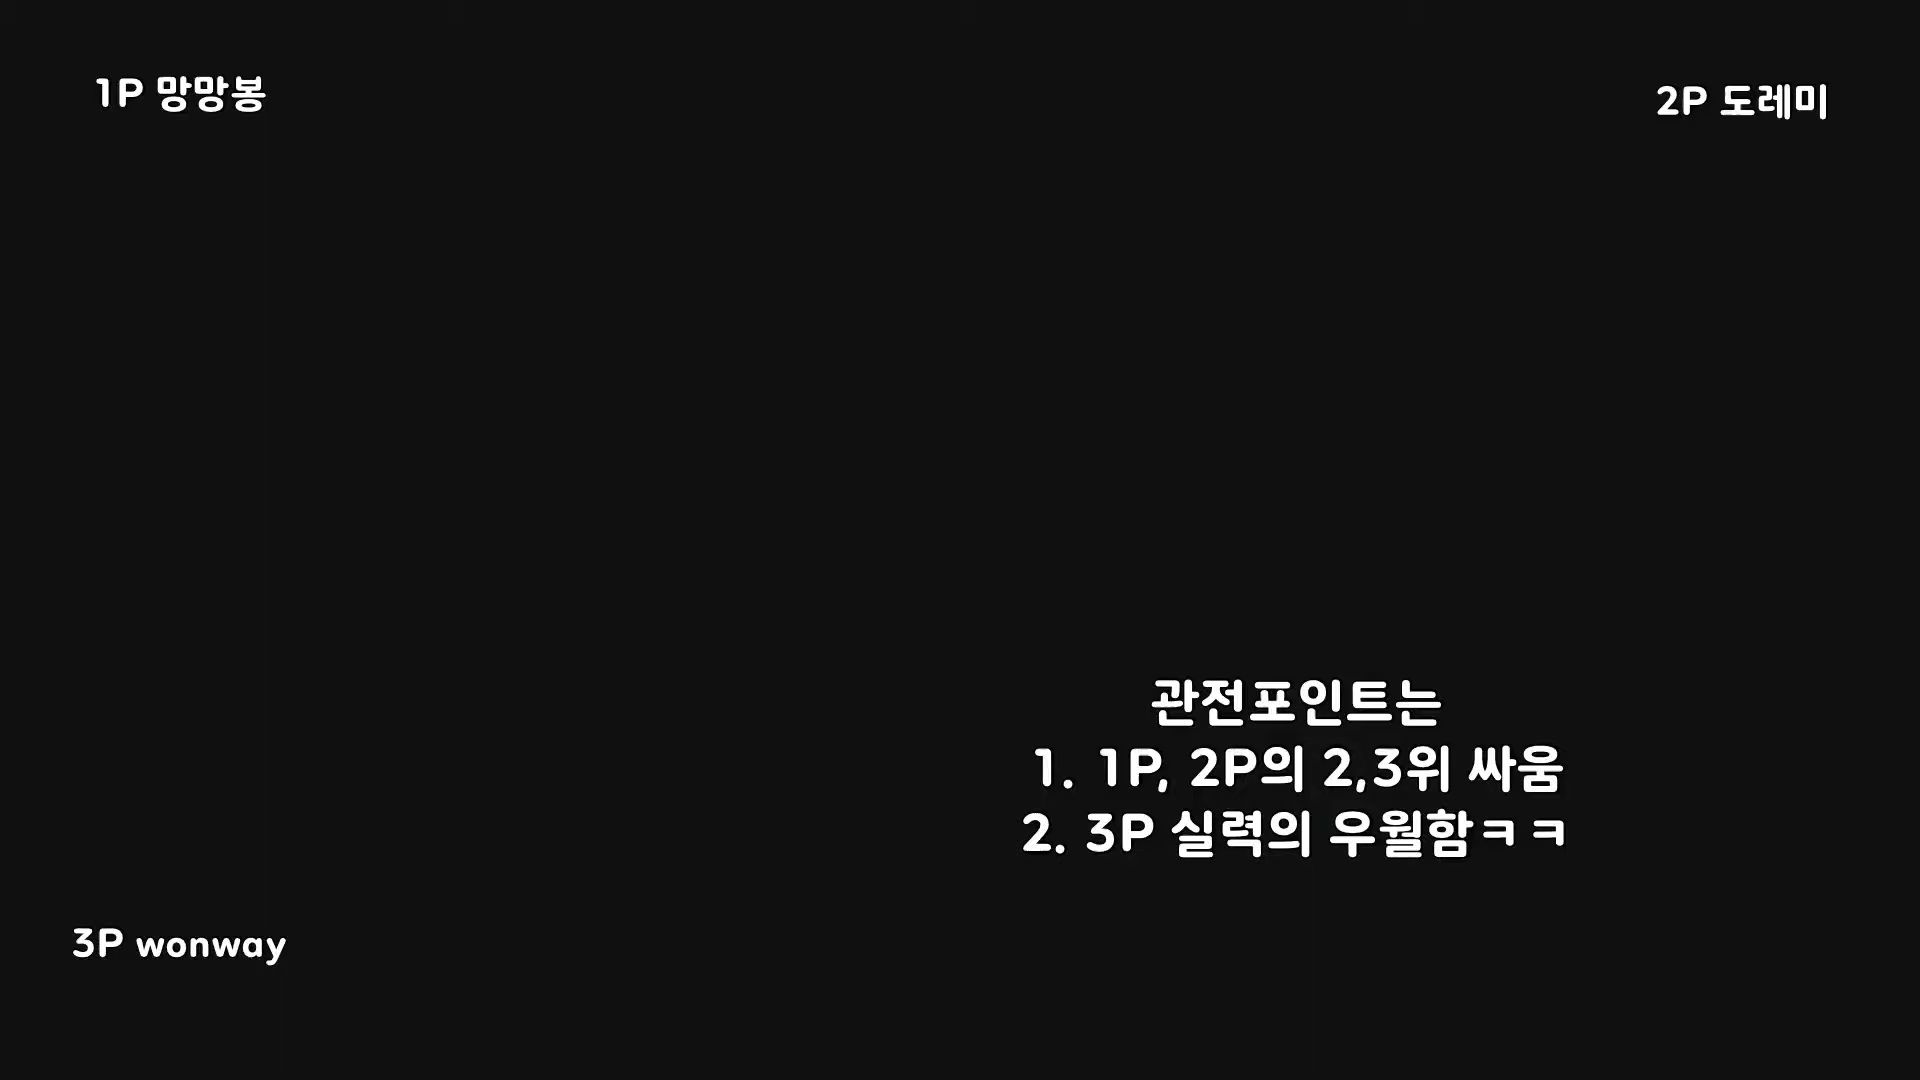 1P 망망봉
2P 도레미
관전포인트는
1. 1P, 2P의 2,3위 싸움
2. 3P 실력의 우월함ㅋㅋ
3P wonway